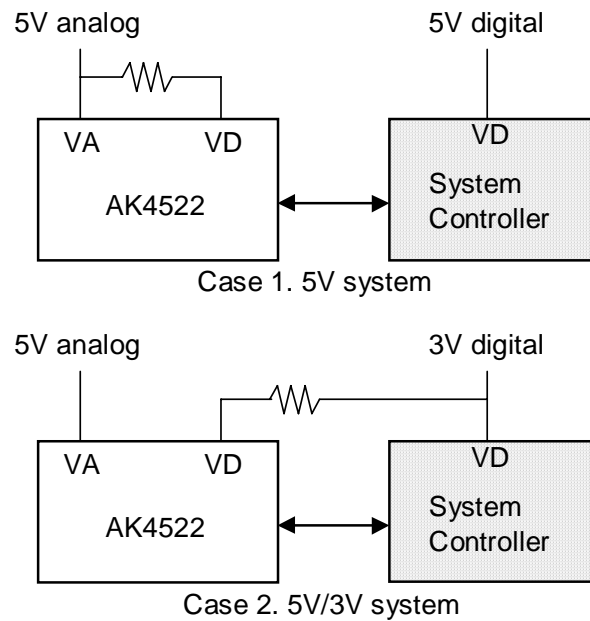 5V analog 5V digital
VA VD VD
AK4522 System
Controller
Case 1. 5V system
5V analog 3V digital
VA VD VD
AK4522 System
Controller
Case 2. 5V/3V system